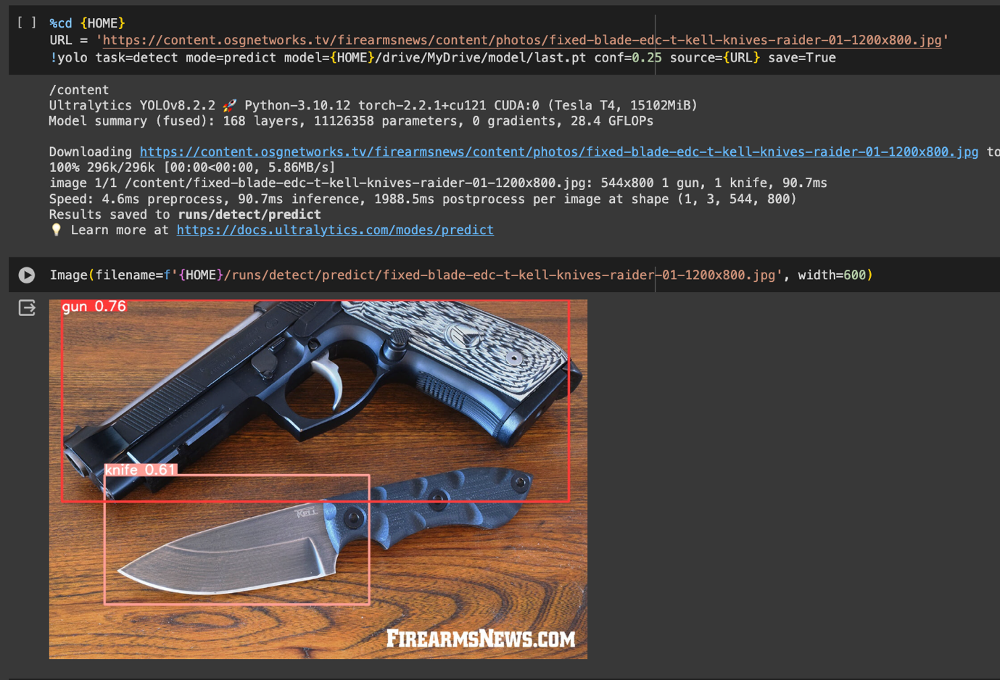 [ ] %cd {HOME}
URL = 'https://content.osgnetworks.tv/firearmsnews/content/photos/fixed-blade-edc-t-kell-knives-raider-01-1200x800.jpg'
!yolo task=detect mode=predict model={HOME}/drive/MyDrive/model/last.pt conf=0.25 source={URL} save=True
/content
Ultralytics YOLOv8.2.2 🚀 Python-3.10.12 torch-2.2.1+cu121 CUDA:0 (Tesla T4, 15102MiB)
Model summary (fused): 168 layers, 11126358 parameters, 0 gradients, 28.4 GFLOPs
Downloading https://content.osgnetworks.tv/firearmsnews/content/photos/fixed-blade-edc-t-kell-knives-raider-01-1200x800.jpg to
100% 296k/296k [00:00<00:00, 5.86MB/s]
image 1/1 /content/fixed-blade-edc-t-kell-knives-raider-01-1200x800.jpg: 544x800 1 gun, 1 knife, 90.7ms
Speed: 4.6ms preprocess, 90.7ms inference, 1988.5ms postprocess per image at shape (1, 3, 544, 800)
Results saved to runs/detect/predict
💡 Learn more at https://docs.ultralytics.com/modes/predict
Image(filename=f'{HOME}/runs/detect/predict/fixed-blade-edc-t-kell-knives-raider-01-1200x800.jpg', width=600)
gun 0.76
knife 0.61
KELL
FIREARMSNEWS.COM